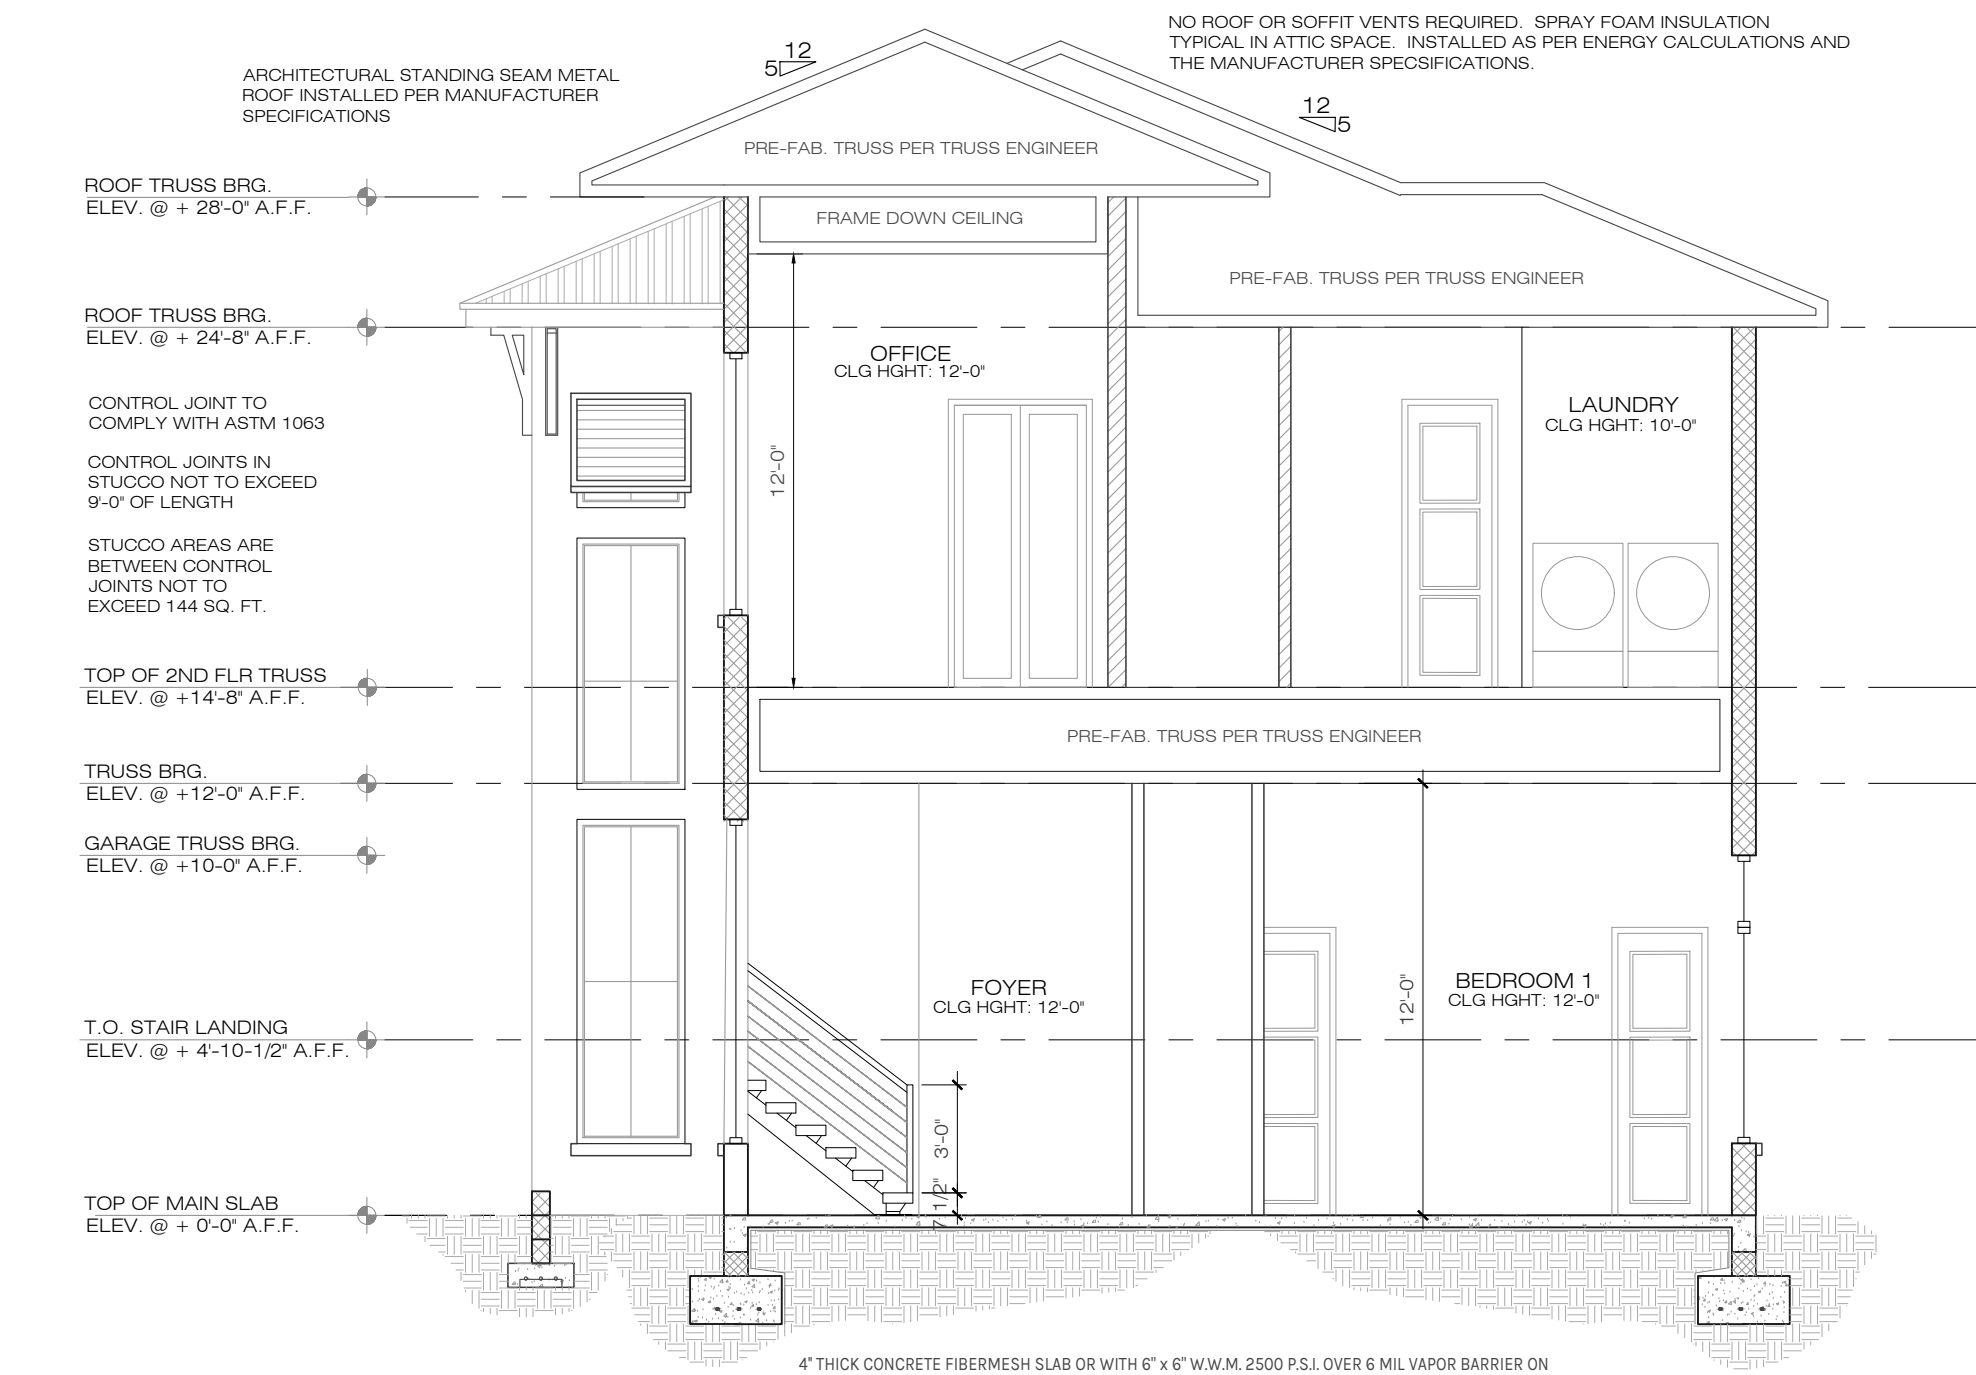 NO ROOF OR SOFFIT VENTS REQUIRED. SPRAY FOAM INSULATION
TYPICAL IN ATTIC SPACE. INSTALLED AS PER ENERGY CALCULATIONS AND
THE MANUFACTURER SPECSIFICATIONS.
12
5
ARCHITECTURAL STANDING SEAM METAL
ROOF INSTALLED PER MANUFACTURER
SPECIFICATIONS
12
5
PRE-FAB. TRUSS PER TRUSS ENGINEER
ROOF TRUSS BRG.
ELEV. @ + 28'-0" A.F.F.
FRAME DOWN CEILING
PRE-FAB. TRUSS PER TRUSS ENGINEER
ROOF TRUSS BRG.
ELEV. @ + 24'-8" A.F.F.
OFFICE
CLG HGHT: 12'-0"
LAUNDRY
CLG HGHT: 10'-0"
CONTROL JOINT TO
COMPLY WITH ASTM 1063
CONTROL JOINTS IN
STUCCO NOT TO EXCEED
9'-0" OF LENGTH
12'-0"
STUCCO AREAS ARE
BETWEEN CONTROL
JOINTS NOT TO
EXCEED 144 SQ. FT.
TOP OF 2ND FLR TRUSS
ELEV. @ +14'-8" A.F.F.
PRE-FAB. TRUSS PER TRUSS ENGINEER
TRUSS BRG.
ELEV. @ +12'-0" A.F.F.
GARAGE TRUSS BRG.
ELEV. @ +10-0" A.F.F.
FOYER
CLG HGHT: 12'-0"
12'-0"
BEDROOM 1
CLG HGHT: 12'-0"
T.O. STAIR LANDING
ELEV. @ + 4'-10-1/2" A.F.F.
3'-0"
7 1/2"
TOP OF MAIN SLAB
ELEV. @ + 0'-0" A.F.F.
4" THICK CONCRETE FIBERMESH SLAB OR WITH 6" x 6" W.W.M. 2500 P.S.I. OVER 6 MIL VAPOR BARRIER ON